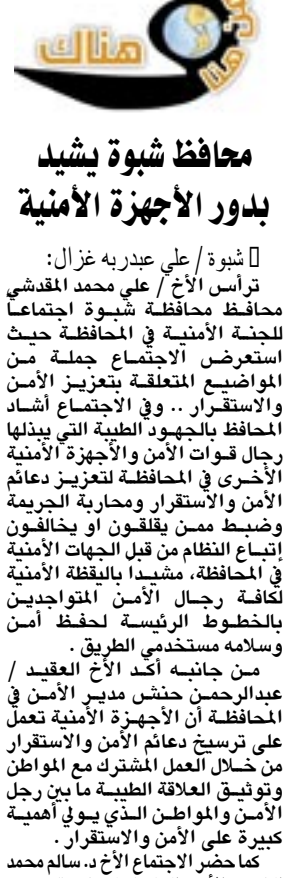 من هنا
هناك
محافظ شبوة يشيد
بدور الأجهزة الأمنية
شبوة / علي عبدربه غزال:
ترأس الأخ / علي محمد المقدشي
محافظ محافظة شبوة اجتماعاً
للجنة الأمنية في المحافظة حيث
استعرض الاجتماع جملة من
المواضيع المتعلقة بتعزيز الأمن
والاستقرار .. وفي الاجتماع أشاد
المحافظ بالجهود الطيبة التي يبذلها
رجال قوات الأمن والأجهزة الأمنية
الأخرى في المحافظة لتعزيز دعائم
الأمن والاستقرار ومحاربة الجريمة
وضبط ممن يقلقون او يخالفون
إتباع النظام من قبل الجهات الأمنية
في المحافظة، مشيدا باليقظة الأمنية
لكافة رجال الأمن المتواجدين
بالخطوط الرئيسة لحفظ أمن
وسلامه مستخدمي الطريق .
من جانبه أكد الأخ العقيد /
عبدالرحمن حنش مدير الأمن في
المحافظة أن الأجهزة الأمنية تعمل
على ترسيخ دعائم الأمن والاستقرار
من خلال العمل المشترك مع المواطن
وتوثيق العلاقة الطيبة ما بين رجل
الأمن والمواطن الذي يولي أهمية
كبيرة على الأمن والاستقرار .
كما حضر الاجتماع الأخ د. سالم محمد